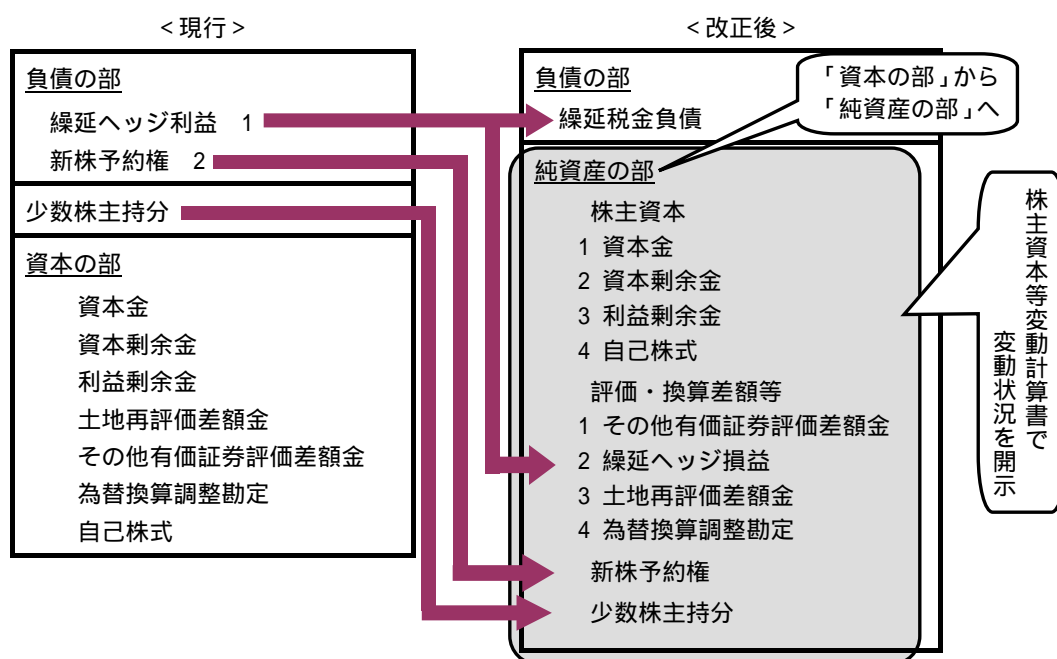 ＜現行＞
負債の部
繰延ヘッジ利益 1
新株予約権 2
少数株主持分
資本の部
資本金
資本剰余金
利益剰余金
土地再評価差額金
その他有価証券評価差額金
為替換算調整勘定
自己株式
＜改正後＞
負債の部
繰延税金負債
「資本の部」から
「純資産の部」へ
純資産の部
株主資本
1 資本金
2 資本剰余金
3 利益剰余金
4 自己株式
評価・換算差額等
1 その他有価証券評価差額金
2 繰延ヘッジ損益
3 土地再評価差額金
4 為替換算調整勘定
新株予約権
少数株主持分
株主資本等変動計算書で
変動状況を開示